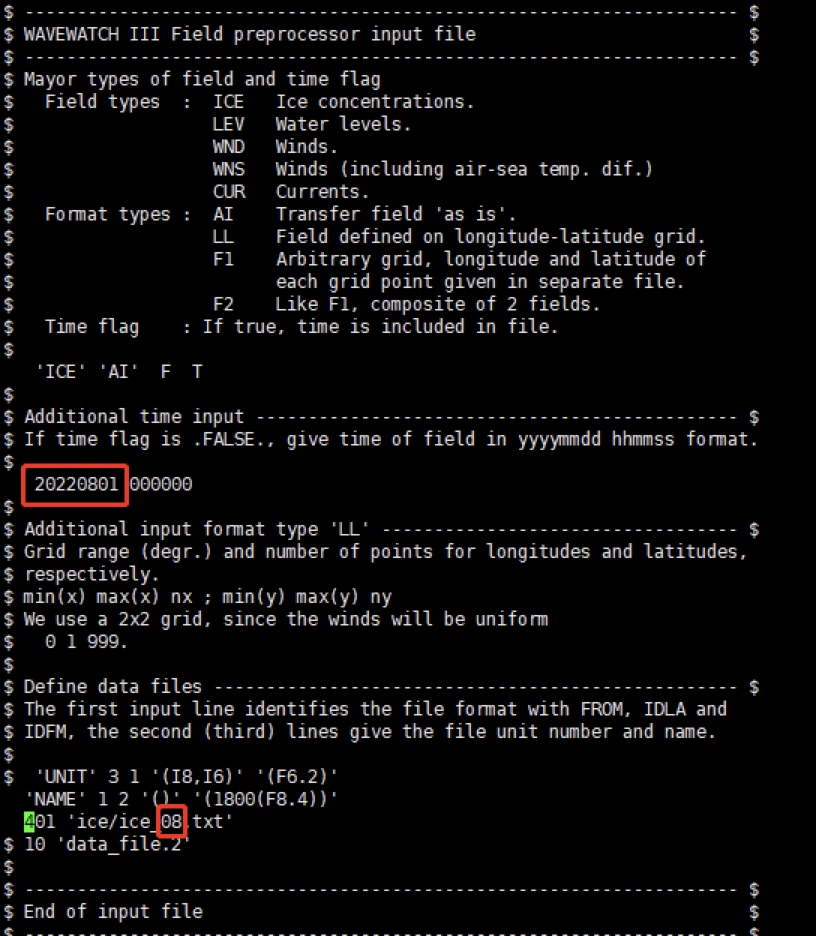 $ -------------------------------------------------------------------- $
$ WAVEWATCH III Field preprocessor input file                          $
$ -------------------------------------------------------------------- $
$ Mayor types of field and time flag
$   Field types  :  ICE   Ice concentrations.
$                   LEV   Water levels.
$                   WND   Winds.
$                   WNS   Winds (including air-sea temp. dif.)
$                   CUR   Currents.
$   Format types :  AI    Transfer field 'as is'.
$                   LL    Field defined on longitude-latitude grid.
$                   F1    Arbitrary grid, longitude and latitude of
$                         each grid point given in separate file.
$                   F2    Like F1, composite of 2 fields.
$   Time flag    : If true, time is included in file.
$
   'ICE' 'AI'  F  T
$
$ Additional time input ---------------------------------------------- $
$ If time flag is .FALSE., give time of field in yyyymmdd hhmmss format.
$
   20220801 000000
$
$ Additional input format type 'LL' ---------------------------------- $
$ Grid range (degr.) and number of points for longitudes and latitudes,
$ respectively.
$ min(x) max(x) nx ; min(y) max(y) ny
$ We use a 2x2 grid, since the winds will be uniform
$   0 1 999.
$
$ Define data files -------------------------------------------------- $
$ The first input line identifies the file format with FROM, IDLA and
$ IDFM, the second (third) lines give the file unit number and name.
$
$  'UNIT' 3 1 '(I8,I6)' '(F6.2)'
  'NAME' 1 2 '()' '(1800(F8.4))'
  401 'ice/ice_08.txt'
$ 10 'data_file.2'
$
$ -------------------------------------------------------------------- $
$ End of input file                                                    $
$ -------------------------------------------------------------------- $